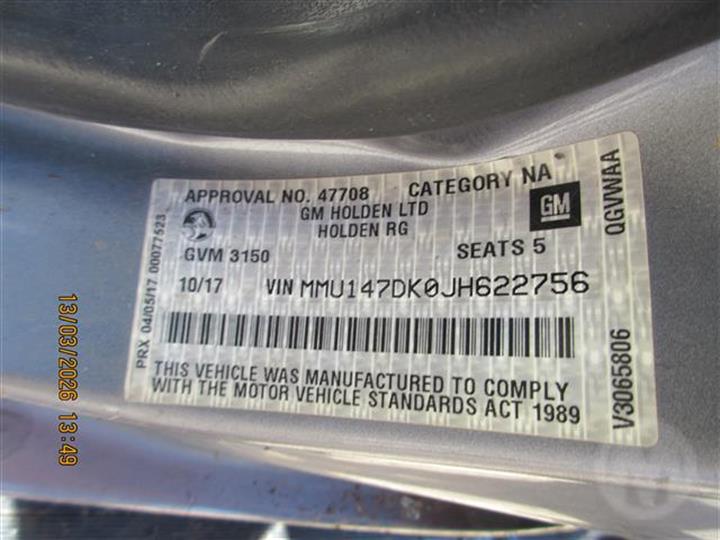 APPROVAL NO. 47708 CATEGORY NA
GM HOLDEN LTD
HOLDEN RG
GM
GVM 3150 SEATS 5
10/17 VIN MMU147DK0JH622756
THIS VEHICLE WAS MANUFACTURED TO COMPLY
WITH THE MOTOR VEHICLE STANDARDS ACT 1989
PRX 04/05/17 00077523
QGVWAA
V3065806
13/03/2026 13:49